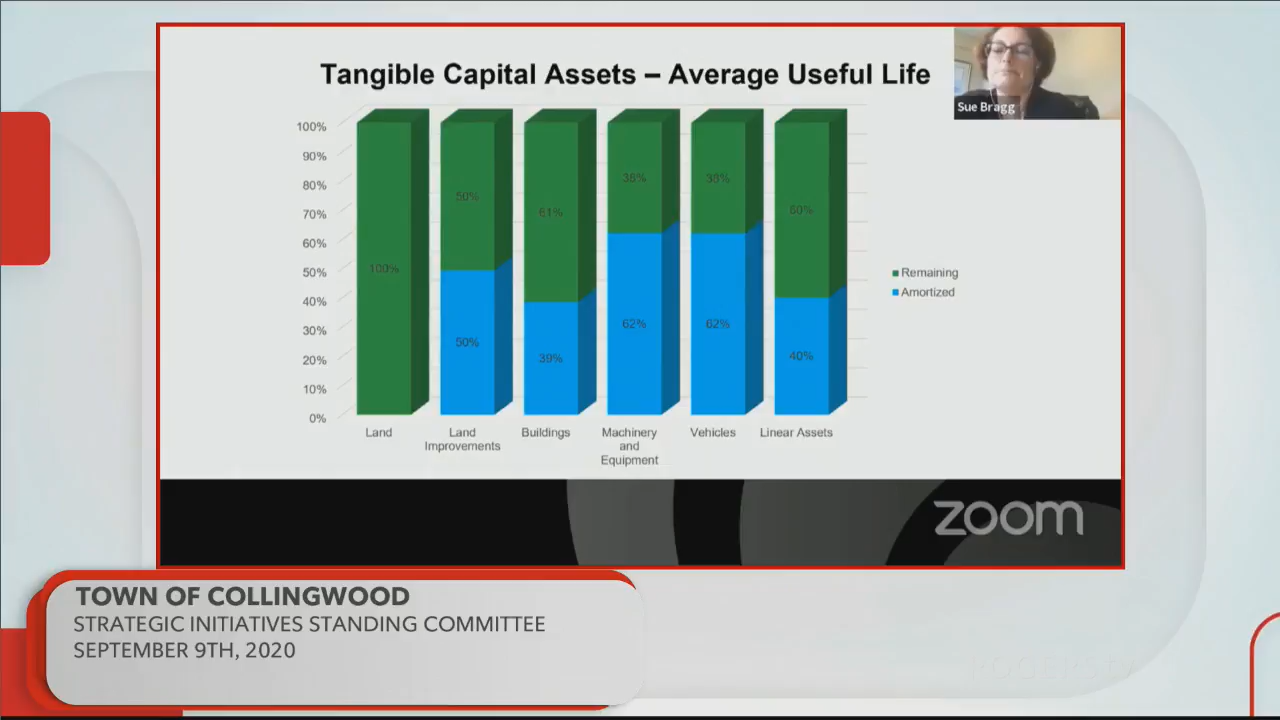 Tangible Capital Assets – Average Useful Life
Sue Bragg
100%
90%
80%
70%
60%
50%
40%
30%
20%
10%
0%
100%
50%
50%
61%
39%
38%
62%
38%
62%
60%
40%
Land
Land
Improvements
Buildings
Machinery
and
Equipment
Vehicles
Linear Assets
Remaining
Amortized
zoom
TOWN OF COLLINGWOOD
STRATEGIC INITIATIVES STANDING COMMITTEE
SEPTEMBER 9TH, 2020
ROGERS